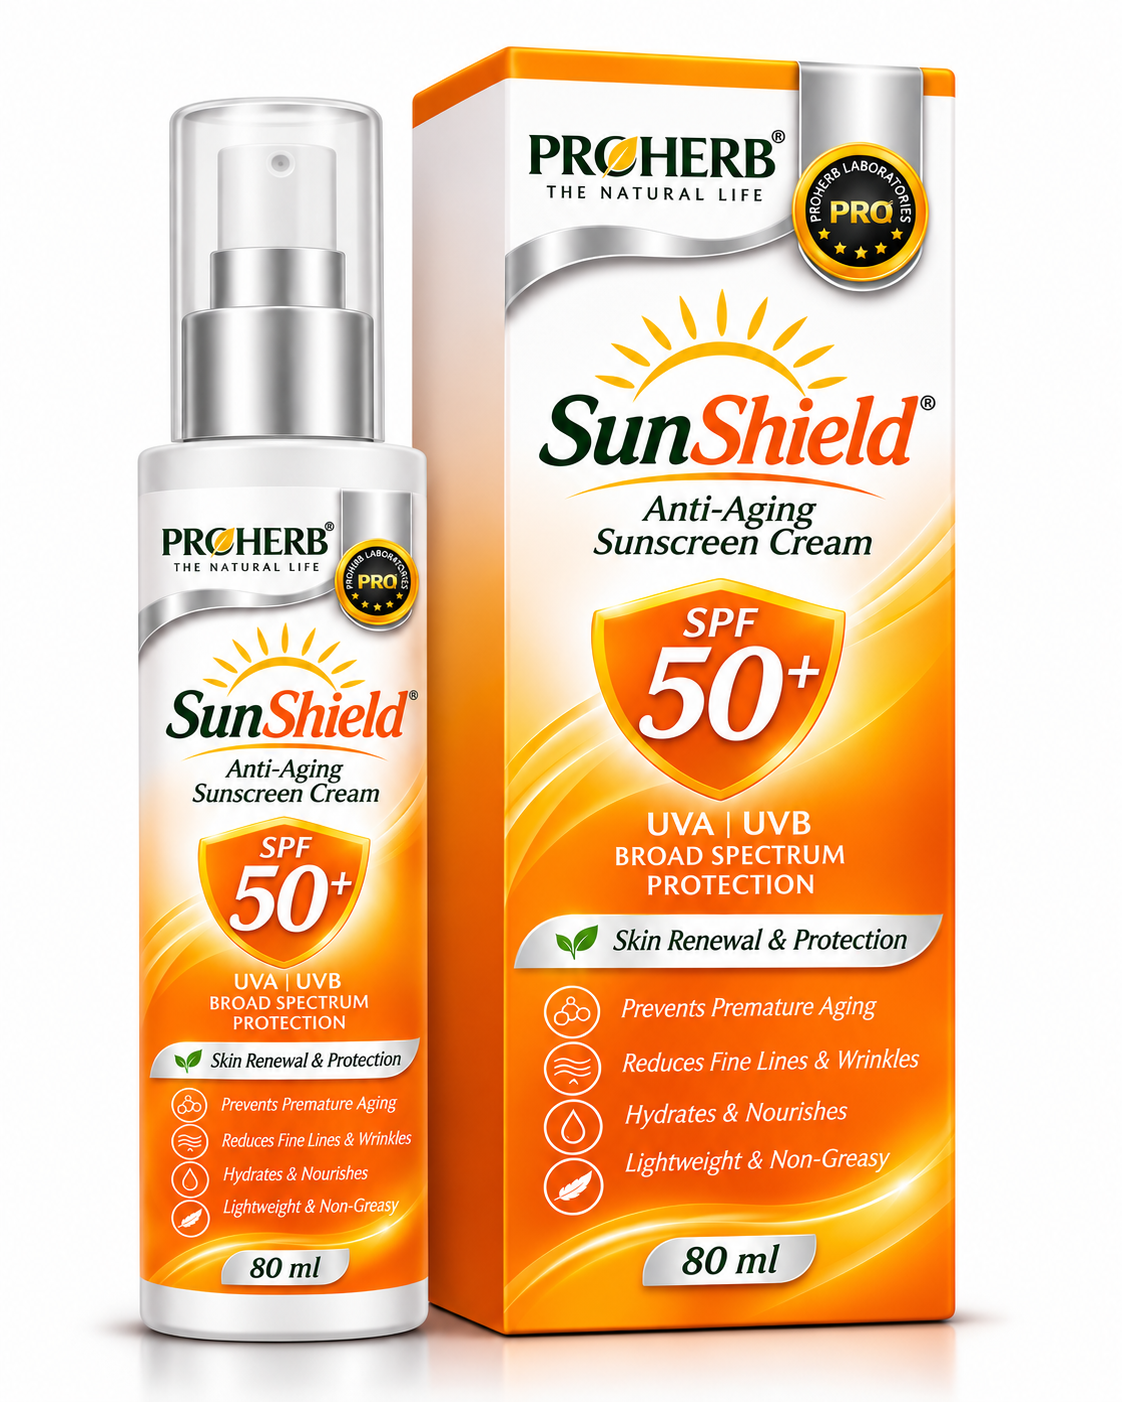 PROHERB®
THE NATURAL LIFE
PROHERB LABORATORIES
PRO
SunShield®
Anti-Aging
Sunscreen Cream
SPF
50+
UVA | UVB
BROAD SPECTRUM
PROTECTION
Skin Renewal & Protection
Prevents Premature Aging
Reduces Fine Lines & Wrinkles
Hydrates & Nourishes
Lightweight & Non-Greasy
80 ml
PROHERB®
THE NATURAL LIFE
PROHERB LABORATORIES
PRO
SunShield®
Anti-Aging
Sunscreen Cream
SPF
50+
UVA | UVB
BROAD SPECTRUM
PROTECTION
Skin Renewal & Protection
Prevents Premature Aging
Reduces Fine Lines & Wrinkles
Hydrates & Nourishes
Lightweight & Non-Greasy
80 ml